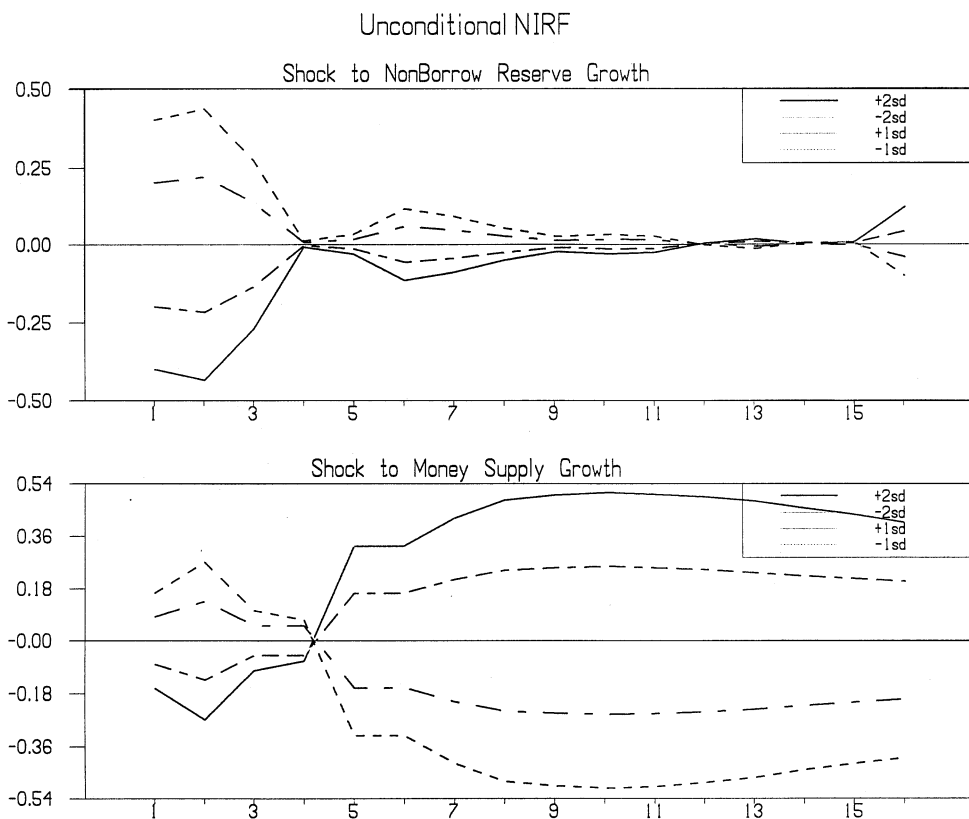 Unconditional NIRF
Shock to NonBorrow Reserve Growth
0.50
0.25
0.00
-0.25
-0.50
+2sd
-2sd
+1sd
-1sd
1 3 5 7 9 11 13 15
Shock to Money Supply Growth
0.54
0.36
0.18
-0.00
-0.18
-0.36
-0.54
+2sd
-2sd
+1sd
-1sd
1 3 5 7 9 11 13 15